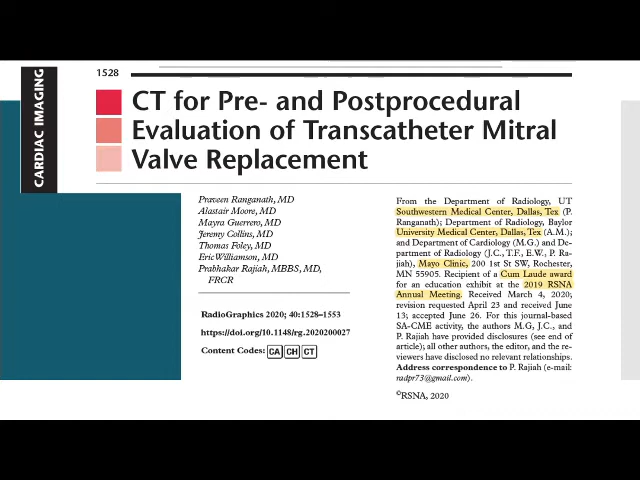 CARDIAC IMAGING
1528
CT for Pre- and Postprocedural
Evaluation of Transcatheter Mitral
Valve Replacement
Praveen Ranganath, MD
Alastair Moore, MD
Mayra Guerrero, MD
Jeremy Collins, MD
Thomas Foley, MD
Eric Williamson, MD
Prabhakar Rajiah, MBBS, MD,
FRCR
RadioGraphics 2020; 40:1528–1553
https://doi.org/10.1148/rg.2020200027
Content Codes: CA CH CT
From the Department of Radiology, UT
Southwestern Medical Center, Dallas, Tex (P.
Ranganath); Department of Radiology, Baylor
University Medical Center, Dallas, Tex (A.M.);
and Department of Cardiology (M.G.) and De-
partment of Radiology (J.C., T.F., E.W., P. Ra-
jiah), Mayo Clinic, 200 1st St SW, Rochester,
MN 55905. Recipient of a Cum Laude award
for an education exhibit at the 2019 RSNA
Annual Meeting. Received March 4, 2020;
revision requested April 23 and received June
13; accepted June 26. For this journal-based
SA-CME activity, the authors M.G, J.C., and
P. Rajiah have provided disclosures (see end of
article); all other authors, the editor, and the re-
viewers have disclosed no relevant relationships.
Address correspondence to P. Rajiah (e-mail:
radpr73@gmail.com).
©RSNA, 2020